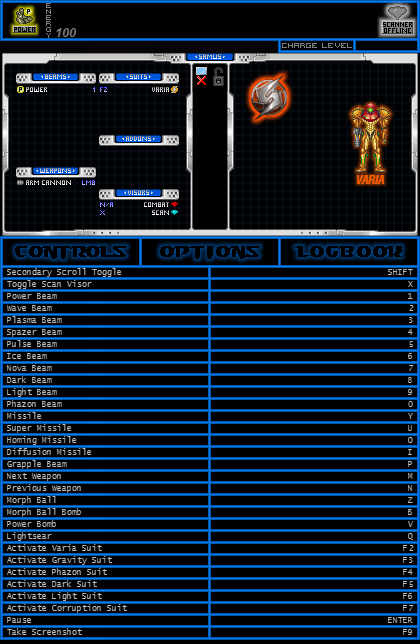 P
POWER
ENERGY
100
SCANNER
OFFLINE
CHARGE LEVEL
SAMUS
BEAMS
SUITS
P POWER 1 F2 VARIA
ADDONS
WEAPONS
ARM CANNON LMB
VISORS
N/A COMBAT
X SCAN
VARIA
CONTROLS OPTIONS LOGBOOK
Secondary Scroll Toggle SHIFT
Toggle Scan Visor X
Power Beam 1
Wave Beam 2
Plasma Beam 3
Spazer Beam 4
Pulse Beam 5
Ice Beam 6
Nova Beam 7
Dark Beam 8
Light Beam 9
Phazon Beam 0
Missile Y
Super Missile U
Homing Missile O
Diffusion Missile I
Grapple Beam P
Next Weapon M
Previous Weapon N
Morph Ball Z
Morph Ball Bomb B
Power Bomb V
Lightsear Q
Activate Varia Suit F2
Activate Gravity Suit F3
Activate Phazon Suit F4
Activate Dark Suit F5
Activate Light Suit F6
Activate Corruption Suit F7
Pause ENTER
Take Screenshot F9